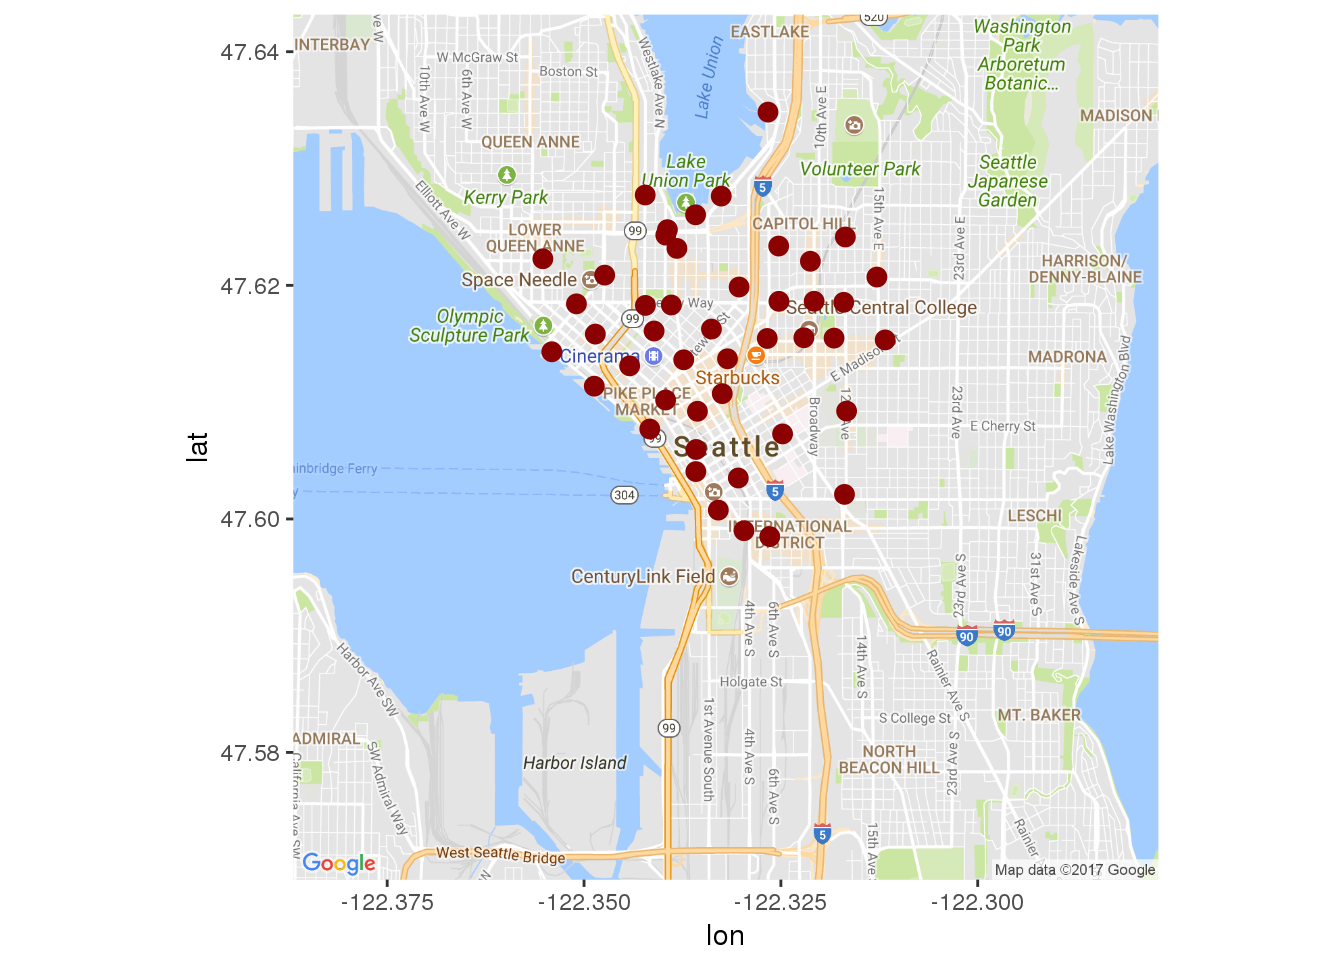 520
EASTLAKE
Washington
Park
Arboretum
Botanic...
INTERBAY
W McGraw St
Boston St
Westlake Ave N
Lake Union
10th Ave W
6th Ave W
10th Ave E
MADISON
QUEEN ANNE
Lake
Union Park
Volunteer Park
Seattle
Japanese
Garden
Kerry Park
Elliott Ave W
5
15th Ave E
CAPITOL HILL
99
LOWER
QUEEN ANNE
23rd Ave E
HARRISON/
DENNY-BLAINE
Space Needle
Way
Seattle Central College
Olympic
Sculpture Park
99
Cinerama
E Madison St
MADRONA
Starbucks
Lake Washington Blvd
PIKE PLACE
MARKET
Broadway
12th Ave
23rd Ave
E Cherry St
99
Seattle
ainbridge Ferry
304
5
INTERNATIONAL
DISTRICT
LESCHI
CenturyLink Field
Lakeside Ave S
23rd Ave S
31st Ave S
4th Ave S
6th Ave S
90
90
Harbor Ave SW
14th Ave S
Rainier Ave S
Holgate St
1st Avenue South
S College St
MT. BAKER
99
ADMIRAL
SW Admiral Way
California Ave SW
Harbor Island
4th Ave S
6th Ave S
NORTH
BEACON HILL
23rd Ave S
5
15th Ave S
Rainier
West Seattle Bridge
Google
Map data ©2017 Google
47.64
47.62
47.60
47.58
lat
-122.375
-122.350
-122.325
-122.300
lon